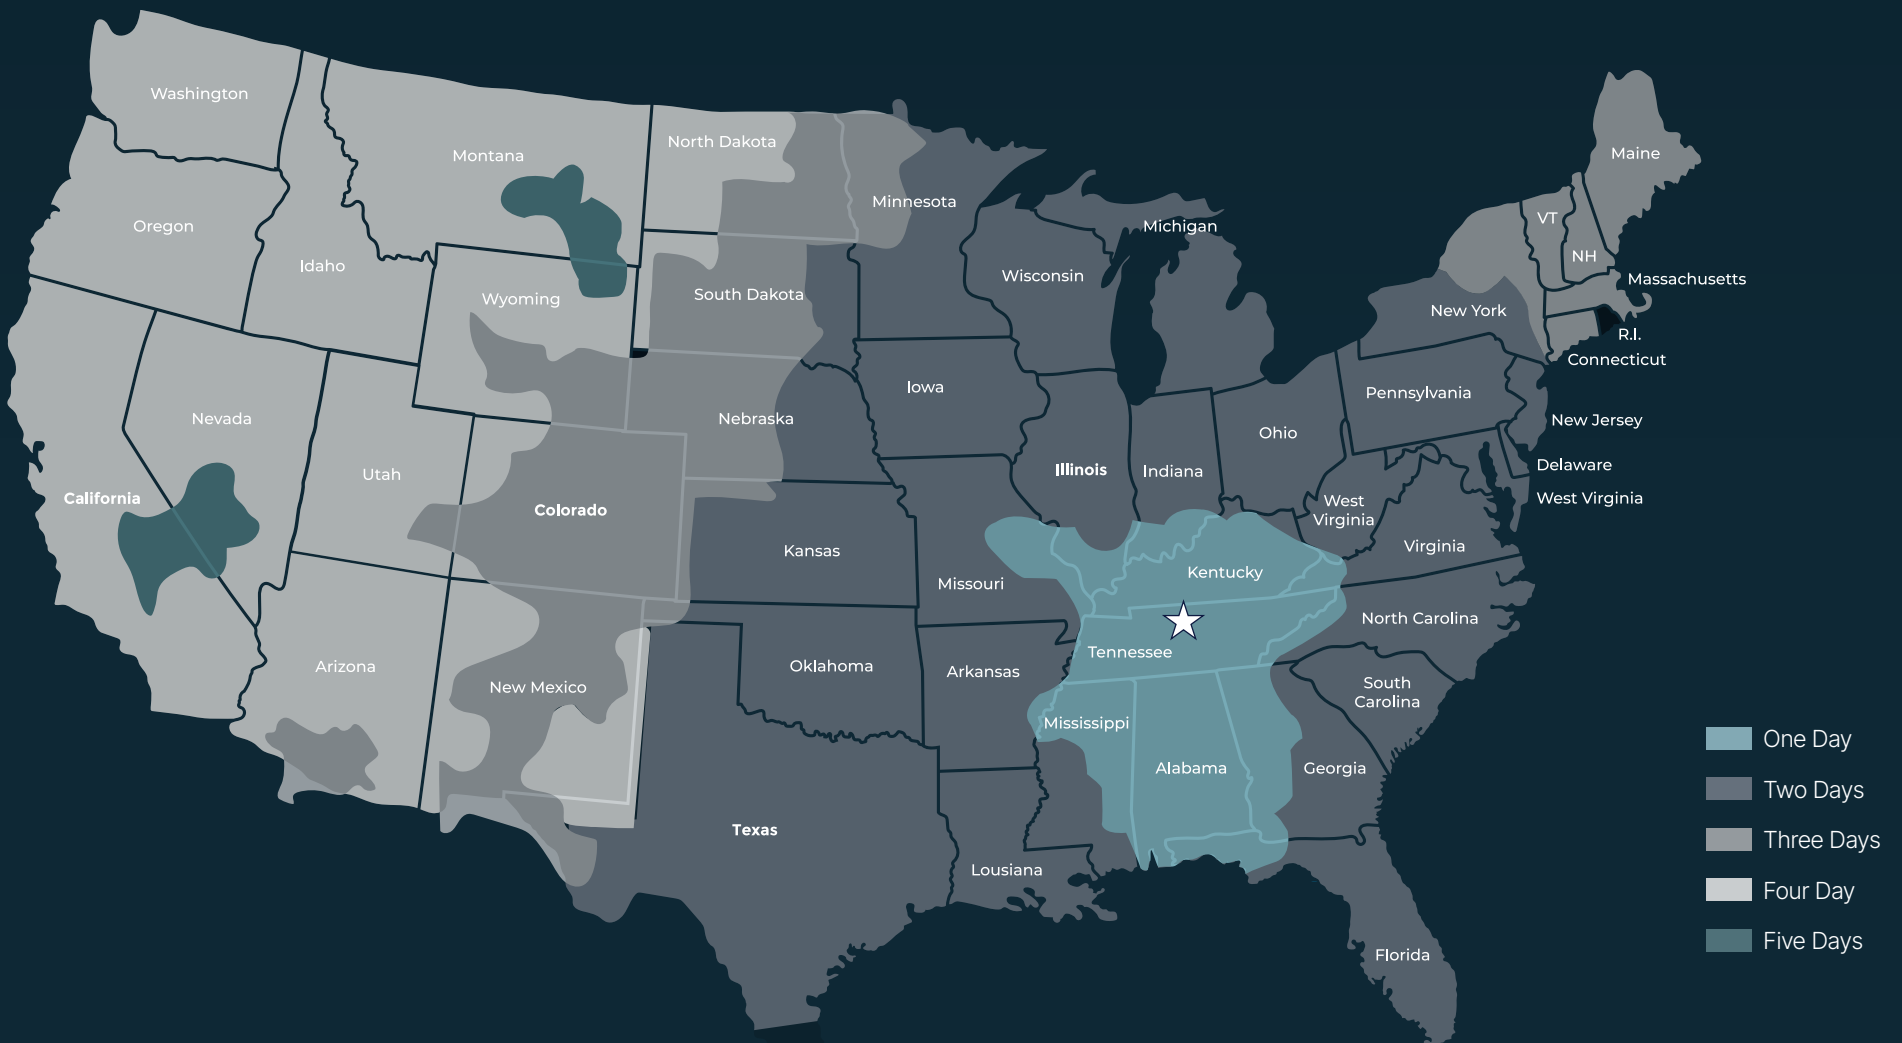 Washington
Montana
North Dakota
Minnesota
Maine
Oregon
Idaho
Wyoming
South Dakota
Wisconsin
Michigan
VT
NH
Massachusetts
New York
R.I.
Connecticut
Nevada
Utah
Nebraska
Iowa
Pennsylvania
New Jersey
Ohio
Illinois
Indiana
Delaware
West Virginia
California
Colorado
West
Virginia
Kansas
Missouri
Kentucky
Virginia
North Carolina
Arizona
New Mexico
Oklahoma
Arkansas
Tennessee
South
Carolina
Mississippi
Alabama
Georgia
Texas
Lousiana
Florida
One Day
Two Days
Three Days
Four Day
Five Days